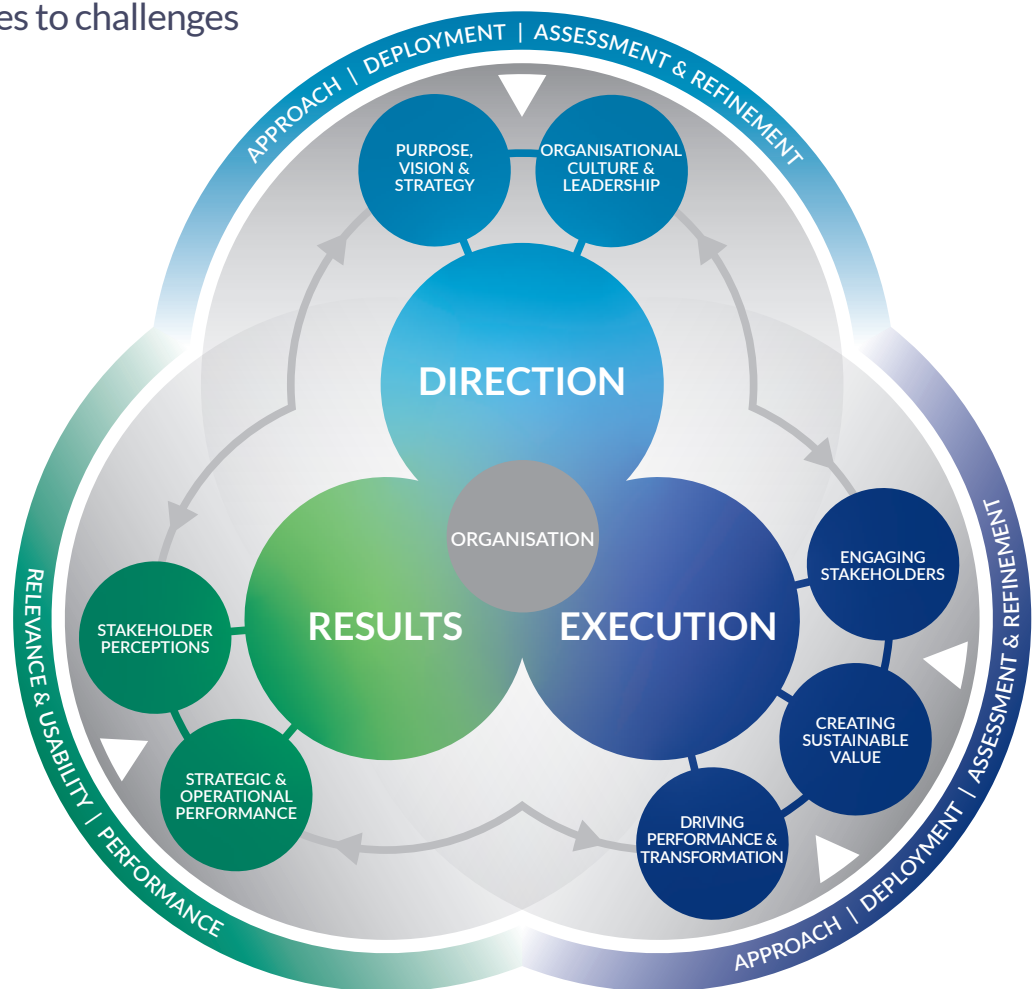 es to challenges
APPROACH | DEPLOYMENT | ASSESSMENT & REFINEMENT
PURPOSE,
VISION &
STRATEGY
ORGANISATIONAL
CULTURE &
LEADERSHIP
DIRECTION
ORGANISATION
RESULTS
EXECUTION
ENGAGING
STAKEHOLDERS
CREATING
SUSTAINABLE
VALUE
DRIVING
PERFORMANCE &
TRANSFORMATION
STAKEHOLDER
PERCEPTIONS
STRATEGIC &
OPERATIONAL
PERFORMANCE
RELEVANCE & USABILITY | PERFORMANCE
APPROACH | DEPLOYMENT | ASSESSMENT & REFINEMENT